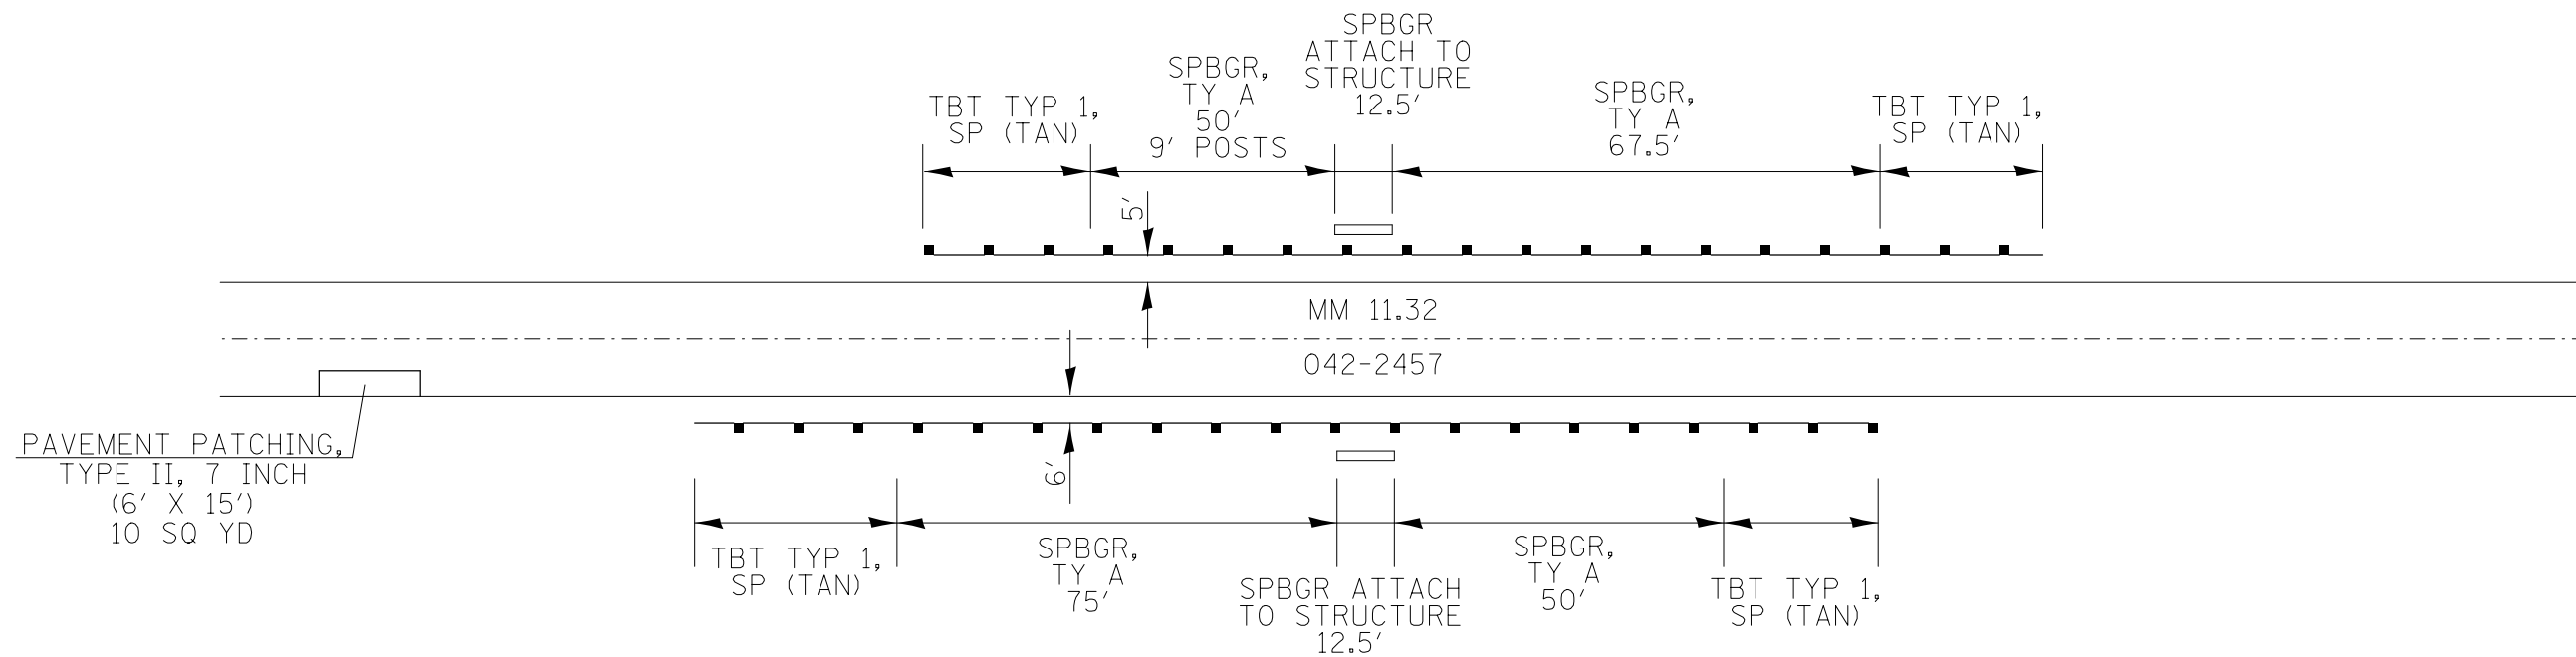 TBT TYP 1,
SP (TAN)
SPBGR,
TY A
50'
9' POSTS
SPBGR
ATTACH TO
STRUCTURE
12.5'
SPBGR,
TY A
67.5'
TBT TYP 1,
SP (TAN)
5'
MM 11.32
042-2457
PAVEMENT PATCHING,
TYPE II, 7 INCH
(6' X 15')
10 SQ YD
6'
TBT TYP 1,
SP (TAN)
SPBGR,
TY A
75'
SPBGR ATTACH
TO STRUCTURE
12.5'
SPBGR,
TY A
50'
TBT TYP 1,
SP (TAN)